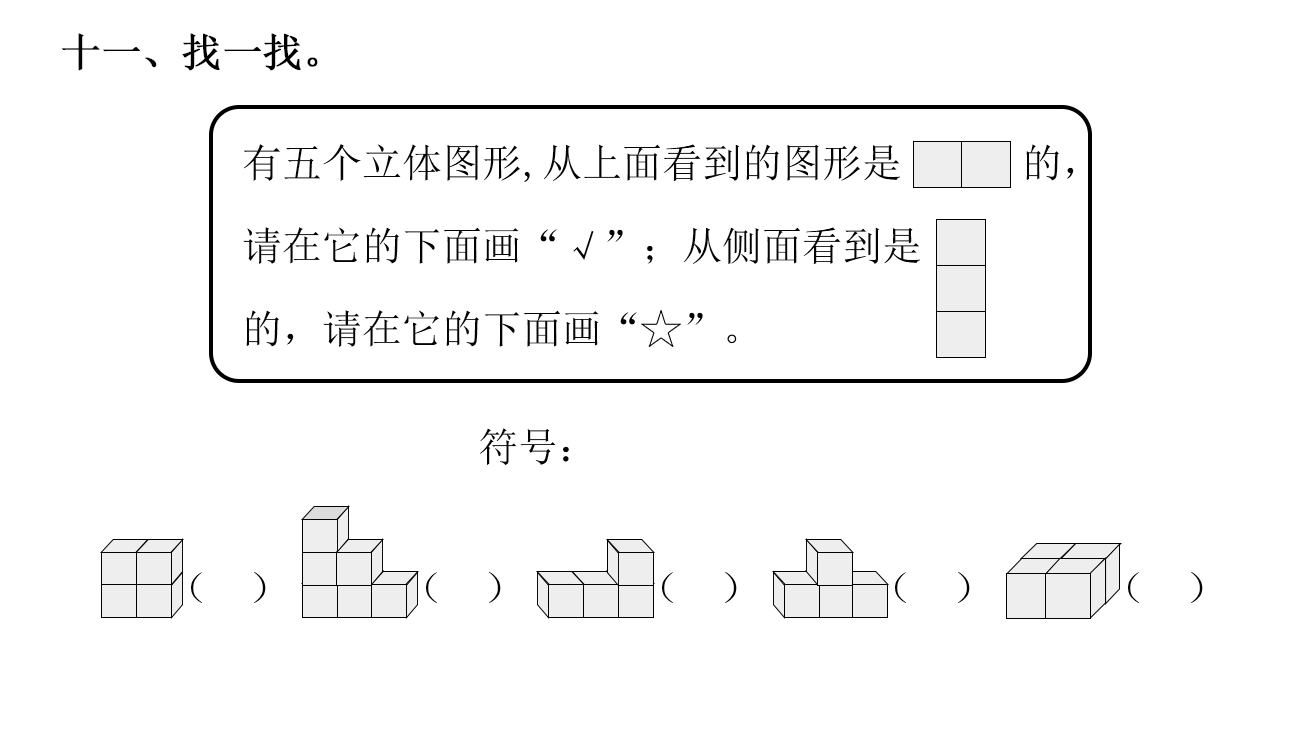 十一、找一找。
有五个立体图形,从上面看到的图形是 的，
请在它的下面画“√”；从侧面看到是
的，请在它的下面画“☆”。
符号：
（ ） （ ） （ ） （ ） （ ）